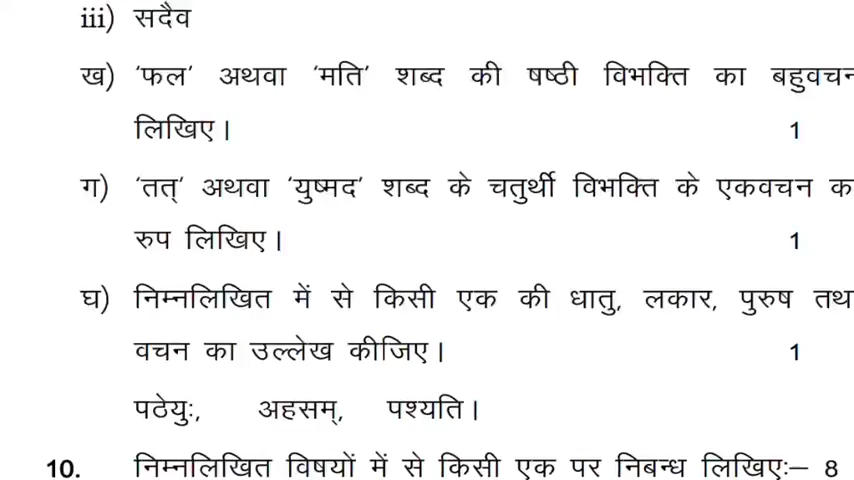 iii) सदैव
ख) ‘फल’ अथवा ‘मति’ शब्द की षष्ठी विभक्ति का बहुवचन
लिखिए। 1
ग) ‘तत्’ अथवा ‘युष्मद’ शब्द के चतुर्थी विभक्ति के एकवचन क
रुप लिखिए। 1
घ) निम्नलिखित में से किसी एक की धातु, लकार, पुरुष तथ
वचन का उल्लेख कीजिए। 1
पठेयुः, अहसम्, पश्यति।
10. निम्नलिखित विषयों में से किसी एक पर निबन्ध लिखिएः– 8